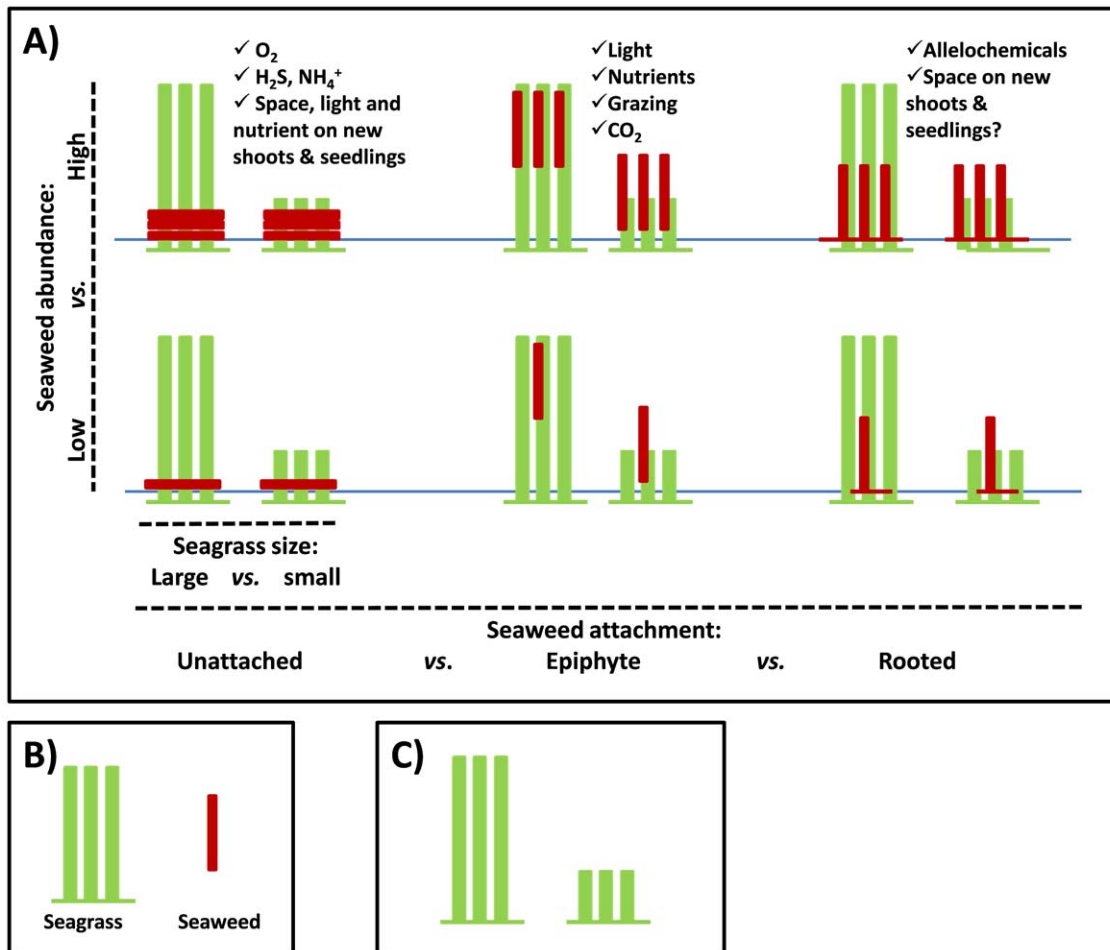 A)
✓ O₂
✓ H₂S, NH₄⁺
✓ Space, light and
nutrient on new
shoots & seedlings
✓Light
✓Nutrients
✓Grazing
✓CO₂
✓ Allelochemicals
✓ Space on new
shoots &
seedlings?
Seaweed abundance:
High
vs.
Low
Seagrass size:
Large vs. small
Seaweed attachment:
Unattached vs. Epiphyte vs. Rooted
B)
Seagrass Seaweed
C)